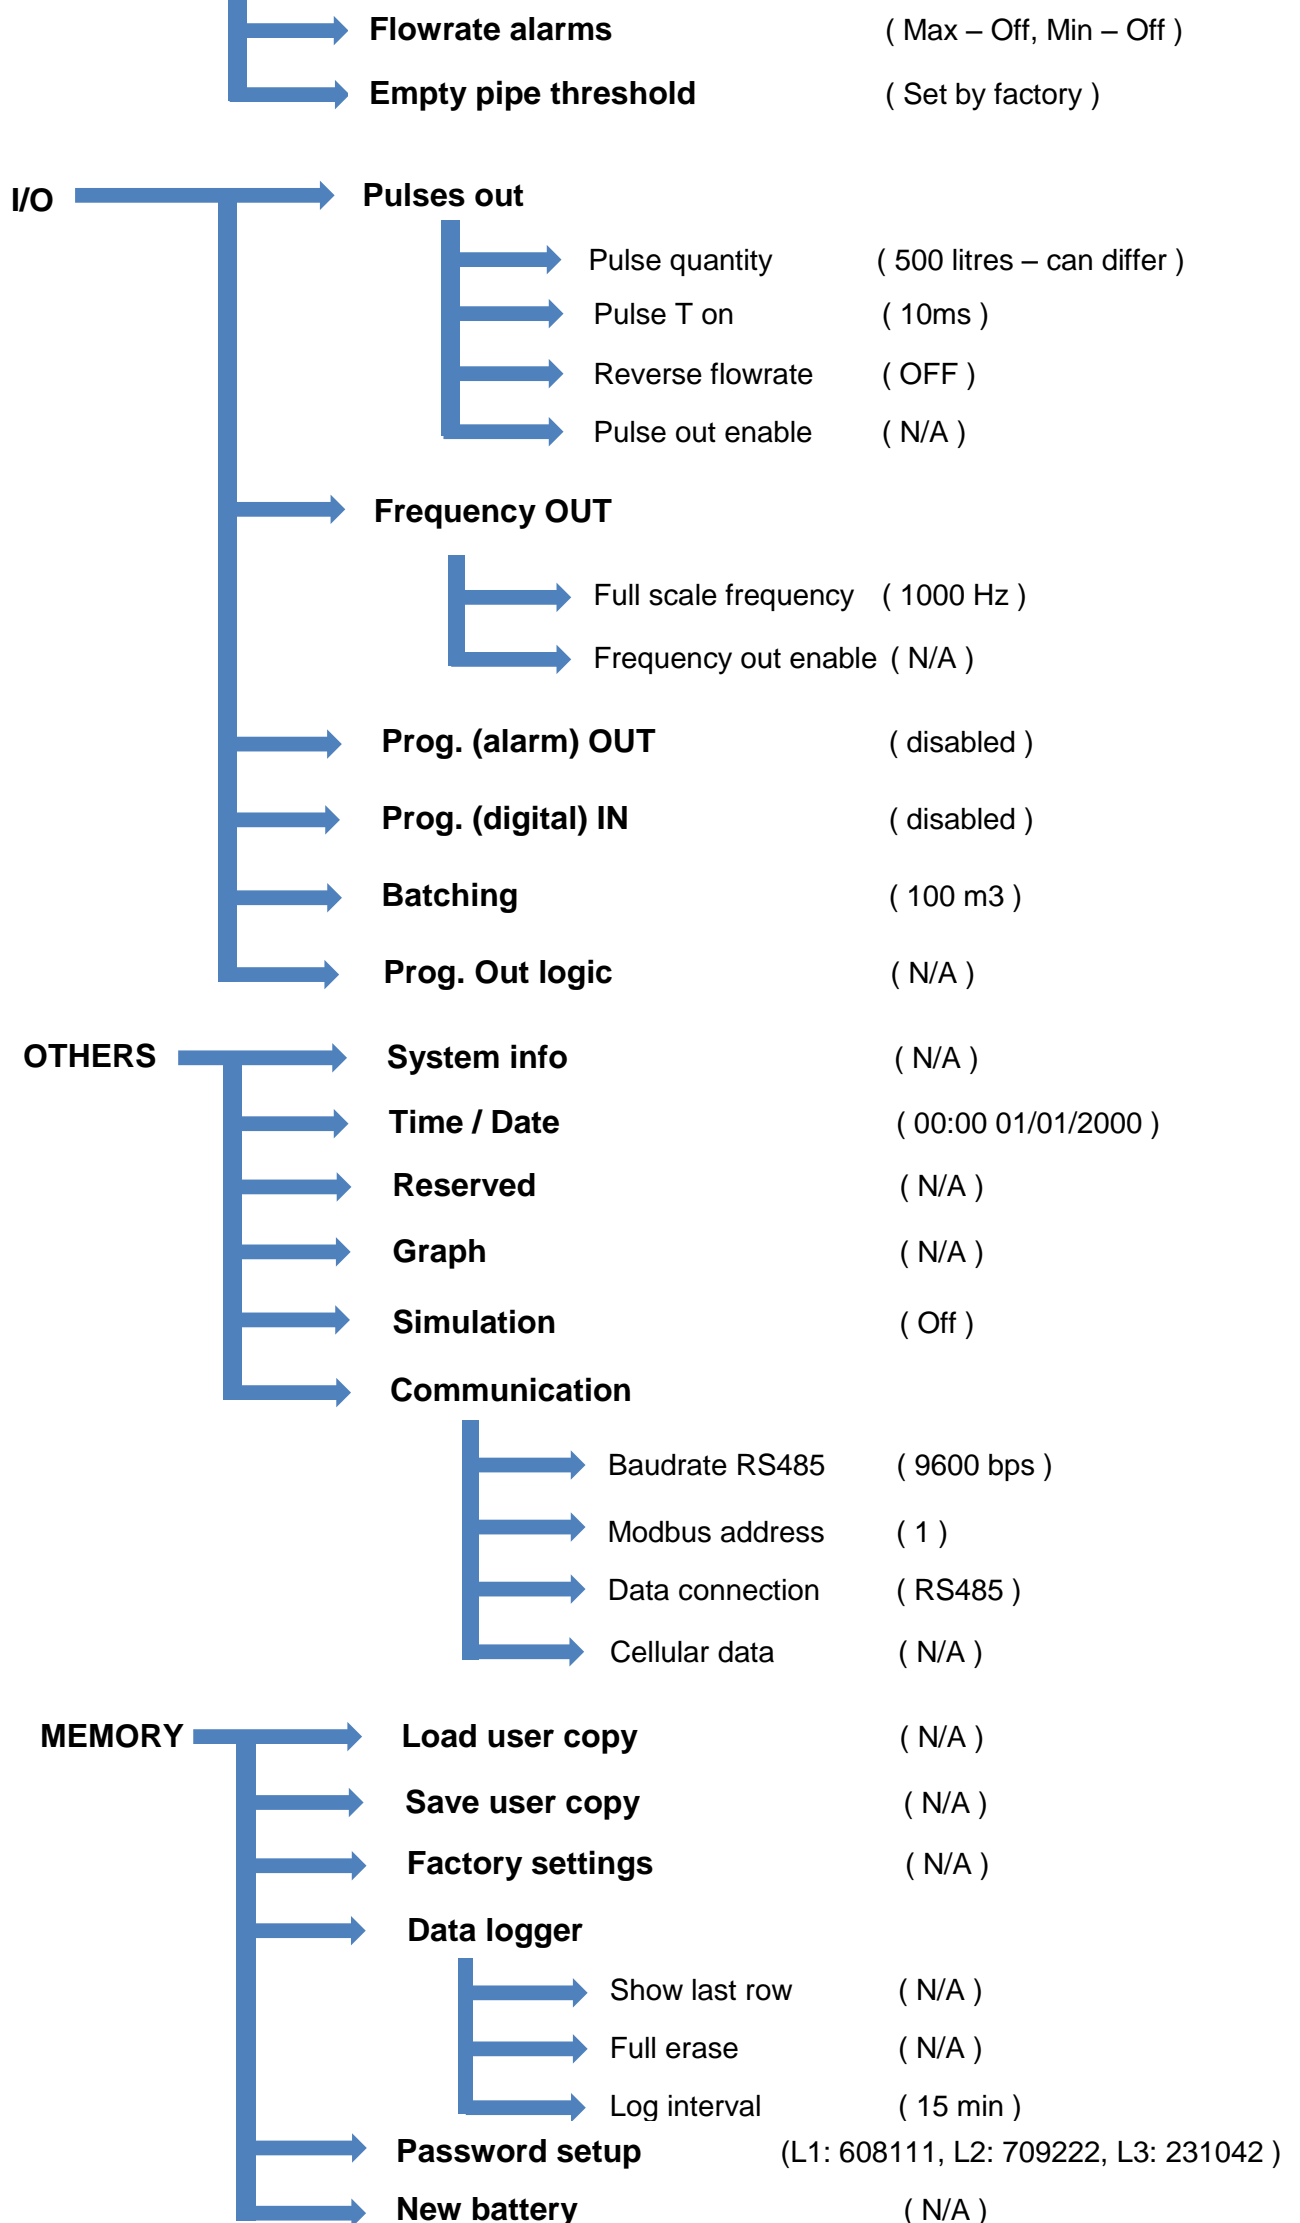 Flowrate alarms ( Max – Off, Min – Off )
Empty pipe threshold ( Set by factory )
I/O Pulses out
Pulse quantity ( 500 litres – can differ )
Pulse T on ( 10ms )
Reverse flowrate ( OFF )
Pulse out enable ( N/A )
Frequency OUT
Full scale frequency ( 1000 Hz )
Frequency out enable ( N/A )
Prog. (alarm) OUT ( disabled )
Prog. (digital) IN ( disabled )
Batching ( 100 m3 )
Prog. Out logic ( N/A )
OTHERS System info ( N/A )
Time / Date ( 00:00 01/01/2000 )
Reserved ( N/A )
Graph ( N/A )
Simulation ( Off )
Communication
Baudrate RS485 ( 9600 bps )
Modbus address ( 1 )
Data connection ( RS485 )
Cellular data ( N/A )
MEMORY Load user copy ( N/A )
Save user copy ( N/A )
Factory settings ( N/A )
Data logger
Show last row ( N/A )
Full erase ( N/A )
Log interval ( 15 min )
Password setup (L1: 608111, L2: 709222, L3: 231042 )
New battery ( N/A )